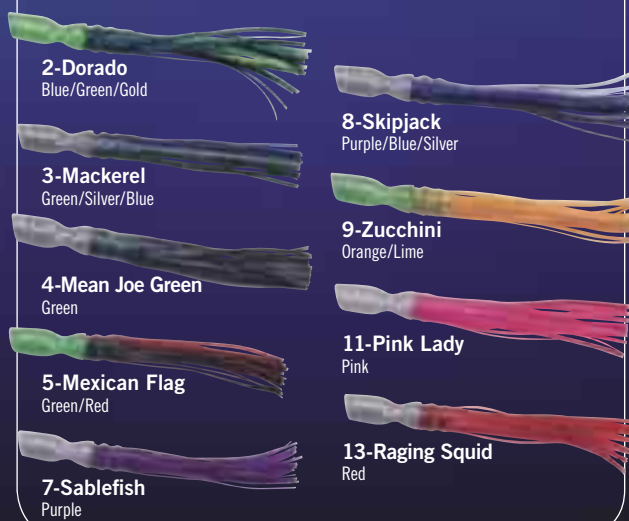 2-Dorado
Blue/Green/Gold
3-Mackerel
Green/Silver/Blue
4-Mean Joe Green
Green
5-Mexican Flag
Green/Red
7-Sablefish
Purple
8-Skipjack
Purple/Blue/Silver
9-Zucchini
Orange/Lime
11-Pink Lady
Pink
13-Raging Squid
Red